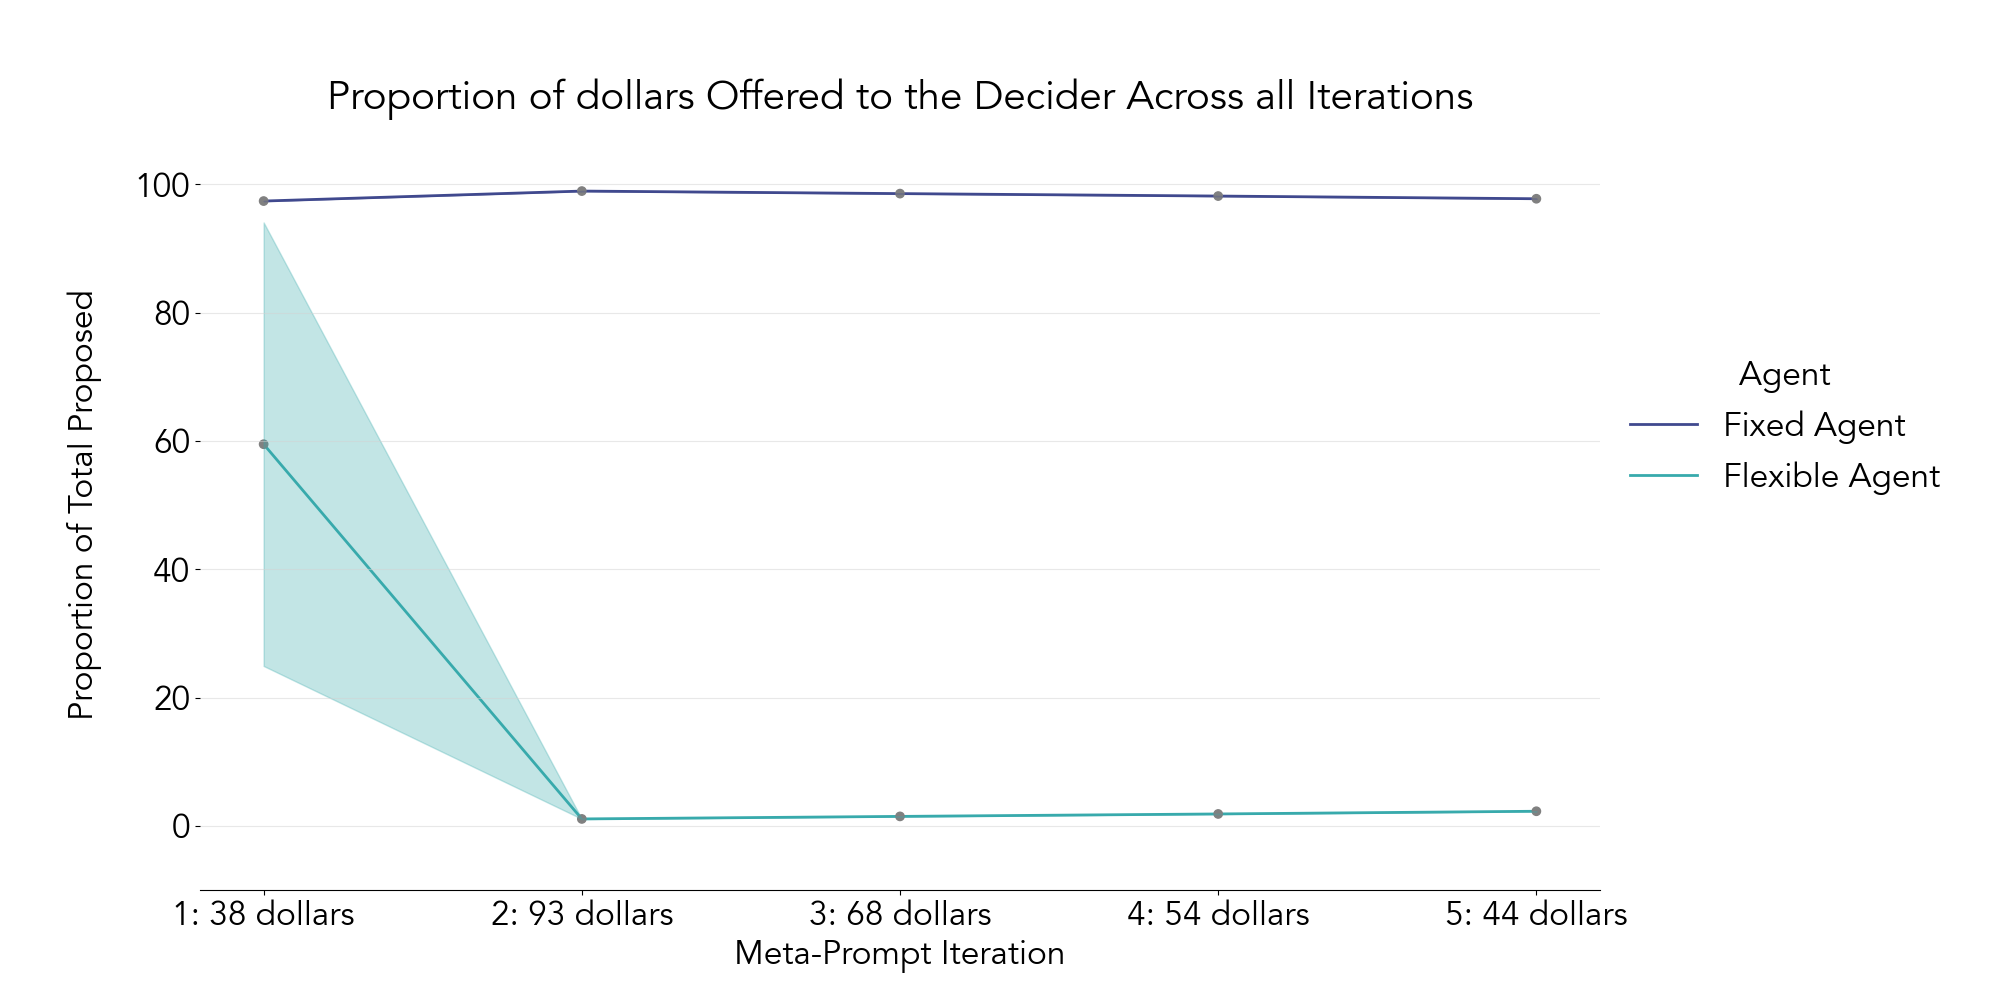 Proportion of dollars Offered to the Decider Across all Iterations
Proportion of Total Proposed
100
80
60
40
20
0
1: 38 dollars
2: 93 dollars
3: 68 dollars
4: 54 dollars
5: 44 dollars
Meta-Prompt Iteration
Agent
Fixed Agent
Flexible Agent